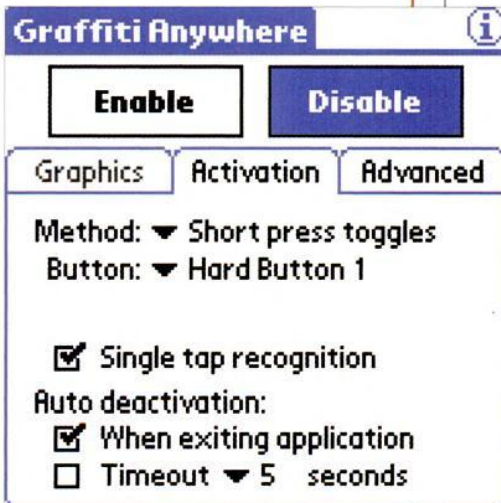 Graffiti Anywhere
Enable Disable
Graphics Activation Advanced
Method: Short press toggles
Button: Hard Button 1
Single tap recognition
Auto deactivation:
When exiting application
Timeout 5 seconds